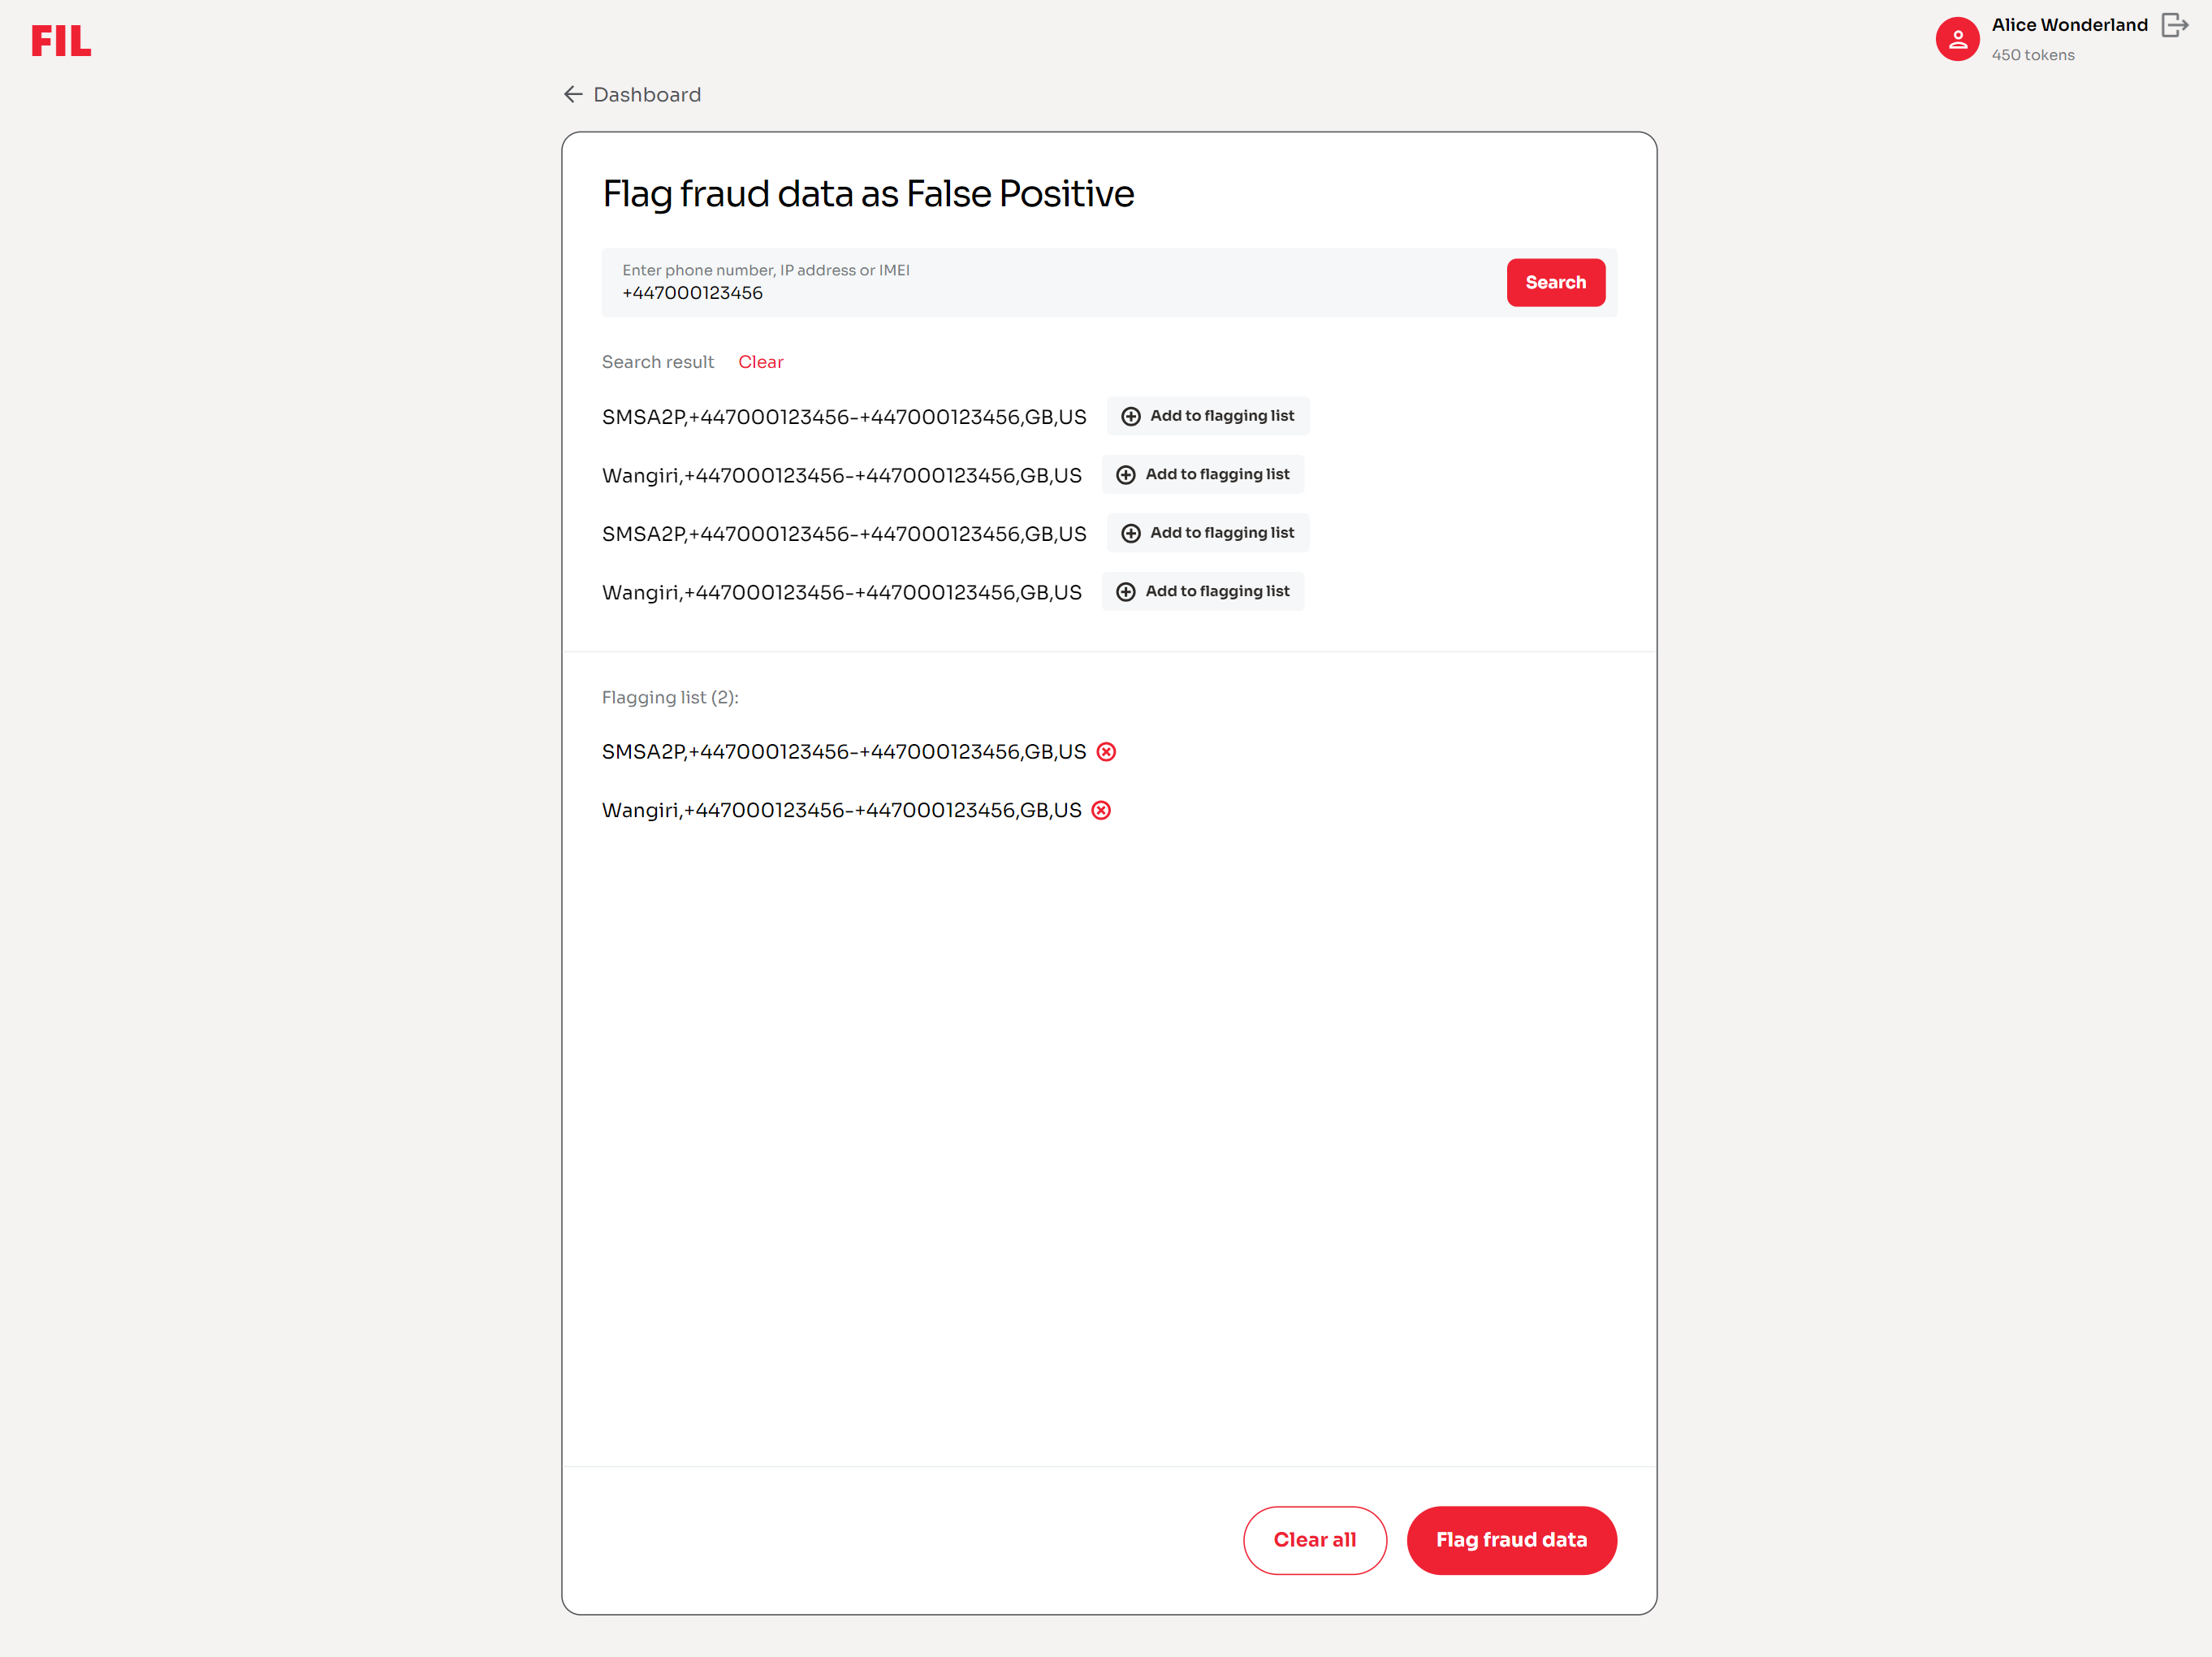 FIL
Alice Wonderland
450 tokens
Dashboard
Flag fraud data as False Positive
Enter phone number, IP address or IMEI
+447000123456
Search
Search result Clear
SMSA2P,+447000123456-+447000123456,GB,US Add to flagging list
Wangiri,+447000123456-+447000123456,GB,US Add to flagging list
SMSA2P,+447000123456-+447000123456,GB,US Add to flagging list
Wangiri,+447000123456-+447000123456,GB,US Add to flagging list
Flagging list (2):
SMSA2P,+447000123456-+447000123456,GB,US
Wangiri,+447000123456-+447000123456,GB,US
Clear all Flag fraud data